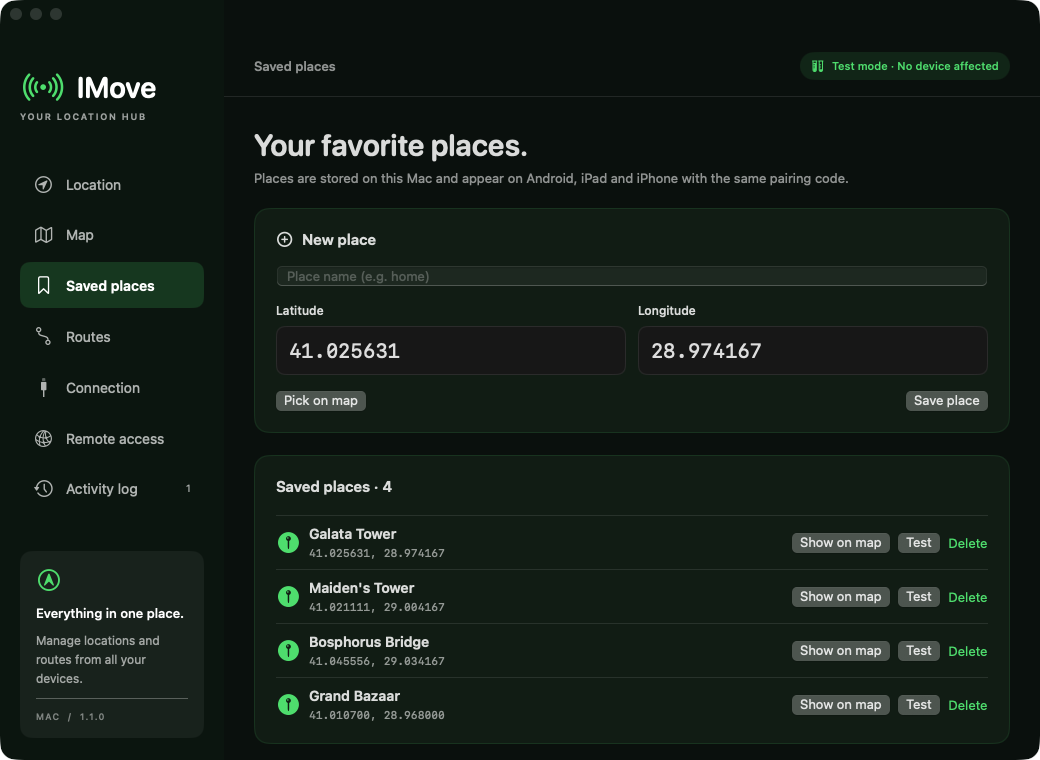 IMove
YOUR LOCATION HUB
Location
Map
Saved places
Routes
Connection
Remote access
Activity log 1
Everything in one place.
Manage locations and
routes from all your
devices.
MAC / 1.1.0
Saved places
Test mode · No device affected
Your favorite places.
Places are stored on this Mac and appear on Android, iPad and iPhone with the same pairing code.
New place
Place name (e.g. home)
Latitude Longitude
41.025631 28.974167
Pick on map Save place
Saved places · 4
Galata Tower
41.025631, 28.974167
Show on map Test Delete
Maiden's Tower
41.021111, 29.004167
Show on map Test Delete
Bosphorus Bridge
41.045556, 29.034167
Show on map Test Delete
Grand Bazaar
41.010700, 28.968000
Show on map Test Delete